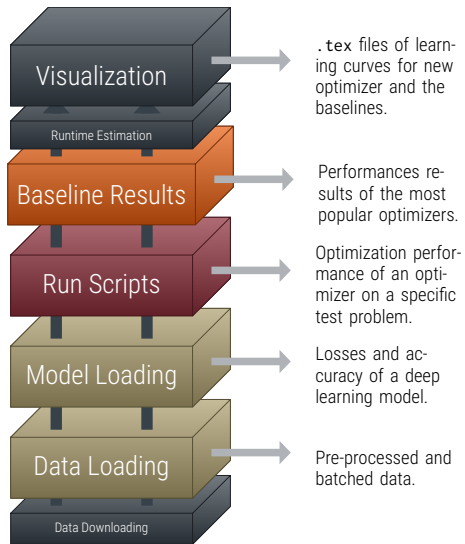 Visualization
.tex files of learn-
ing curves for new
optimizer and the
baselines.
Runtime Estimation
Baseline Results
Performances re-
sults of the most
popular optimizers.
Run Scripts
Optimization perfor-
mance of an opti-
mizer on a specific
test problem.
Model Loading
Losses and ac-
curacy of a deep
learning model.
Data Loading
Pre-processed and
batched data.
Data Downloading